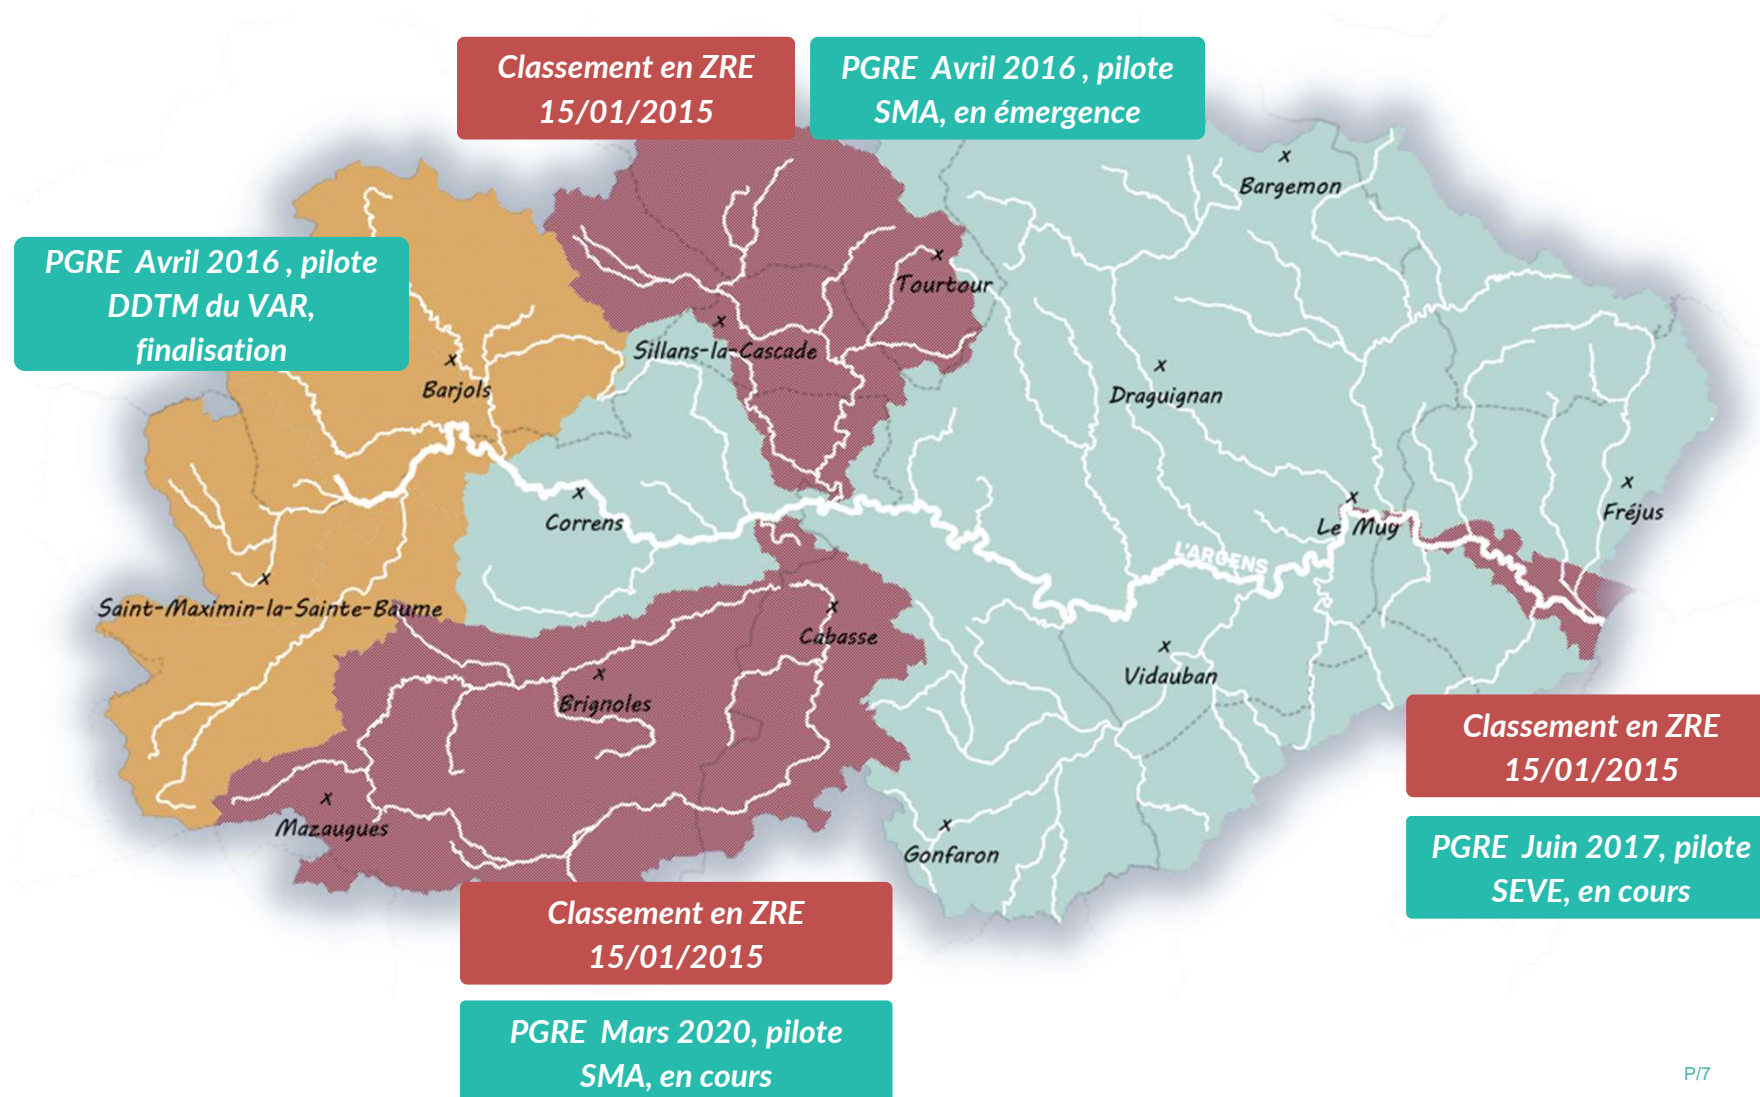 Classement en ZRE
15/01/2015
PGRE Avril 2016 , pilote
SMA, en émergence
Bargemon
PGRE Avril 2016 , pilote
DDTM du VAR,
finalisation
Tourtour
Sillans-la-Cascade
Barjols
Draguignan
Correns
Le Muy
Fréjus
L'ARGENS
Saint-Maximin-la-Sainte-Baume
Cabasse
Vidauban
Brignoles
Mazaugues
Gonfaron
Classement en ZRE
15/01/2015
PGRE Juin 2017, pilote
SEVE, en cours
Classement en ZRE
15/01/2015
PGRE Mars 2020, pilote
SMA, en cours
P/7